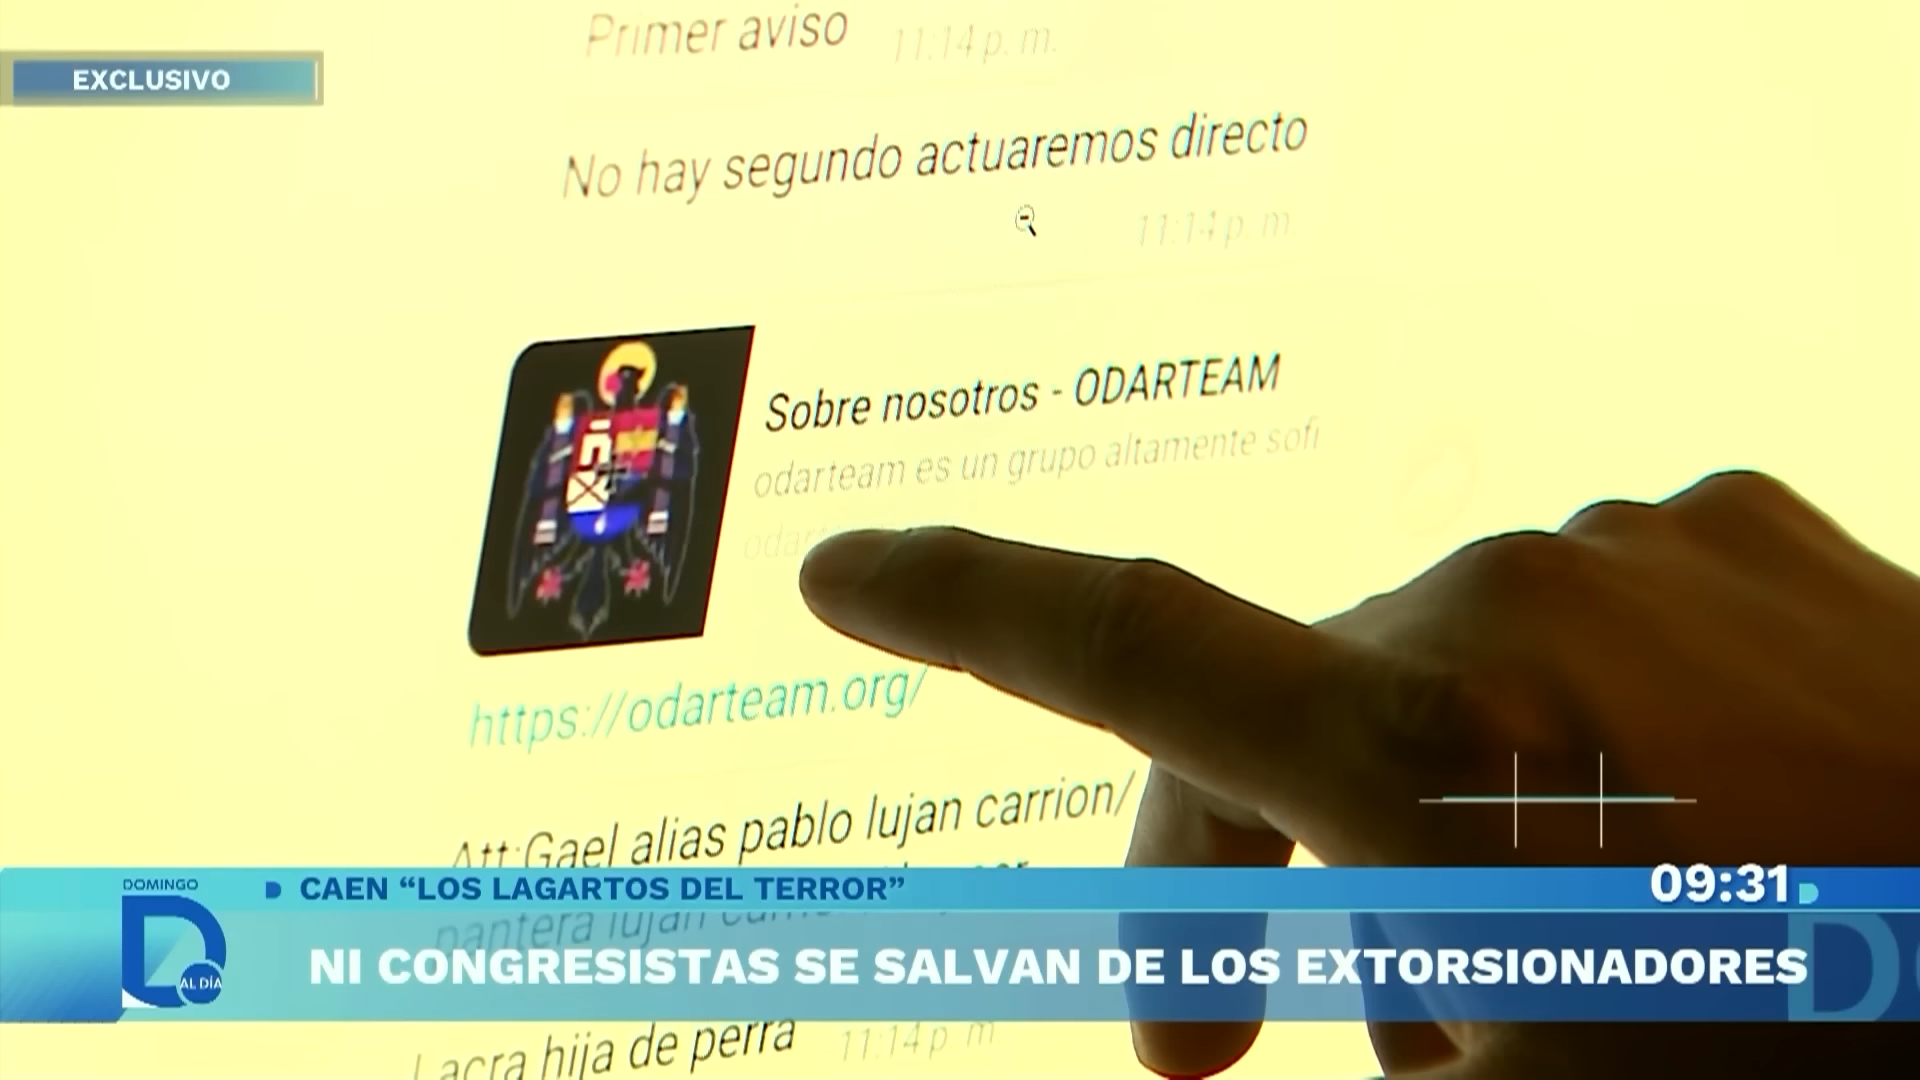 Primer aviso 11:14 p. m.
EXCLUSIVO
No hay segundo actuaremos directo
11:14 p. m.
Sobre nosotros - ODARTEAM
odarteam es un grupo altamente sofi
https://odarteam.org/
Att:Gael alias pablo lujan carrion/
DOMINGO
CAEN “LOS LAGARTOS DEL TERROR”
09:31
pantera lujan
D AL DÍA
NI CONGRESISTAS SE SALVAN DE LOS EXTORSIONADORES
Lacra hija de perra 11:14 p m